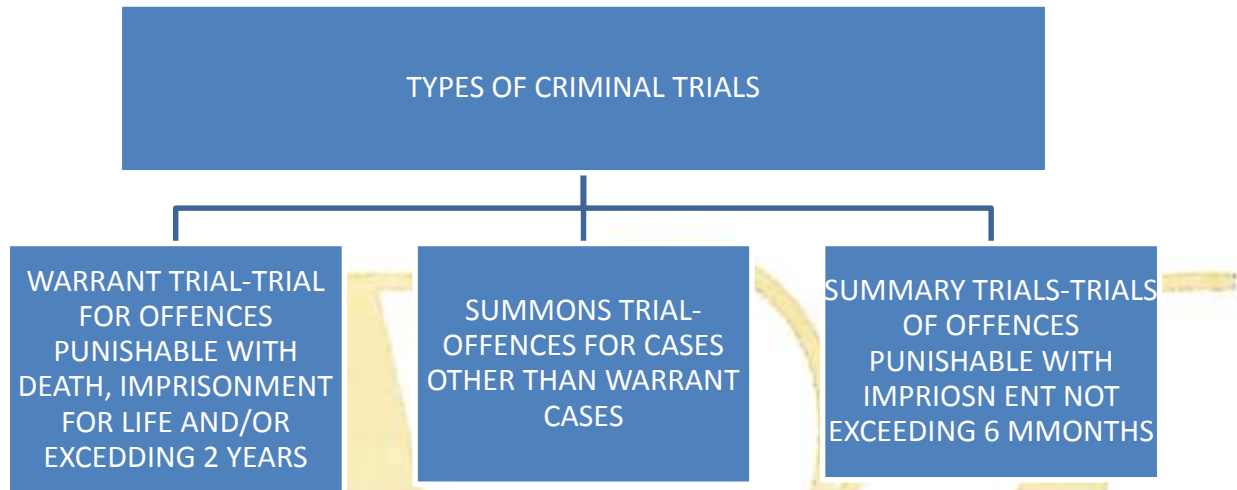 TYPES OF CRIMINAL TRIALS
WARRANT TRIAL-TRIAL
FOR OFFENCES
PUNISHABLE WITH
DEATH, IMPRISONMENT
FOR LIFE AND/OR
EXCEDDING 2 YEARS
SUMMONS TRIAL-
OFFENCES FOR CASES
OTHER THAN WARRANT
CASES
SUMMARY TRIALS-TRIALS
OF OFFENCES
PUNISHABLE WITH
IMPRIOSN ENT NOT
EXCEEDING 6 MMONTHS